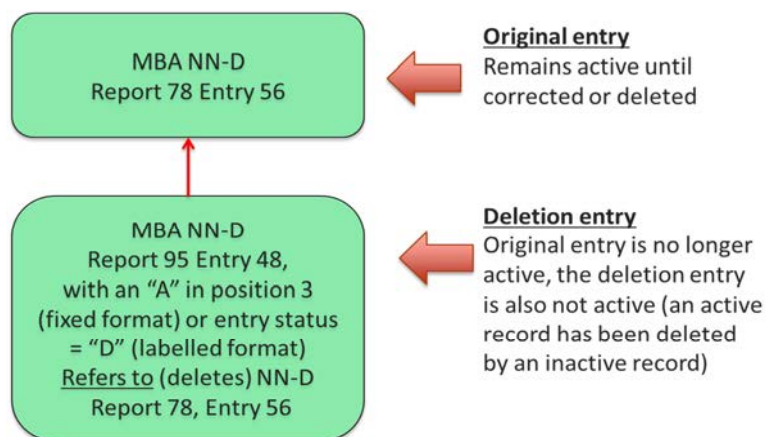 MBA NN-D
Report 78 Entry 56
Original entry
Remains active until
corrected or deleted
MBA NN-D
Report 95 Entry 48,
with an “A” in position 3
(fixed format) or entry status
= “D” (labelled format)
Refers to (deletes) NN-D
Report 78, Entry 56
Deletion entry
Original entry is no longer
active, the deletion entry
is also not active (an active
record has been deleted
by an inactive record)